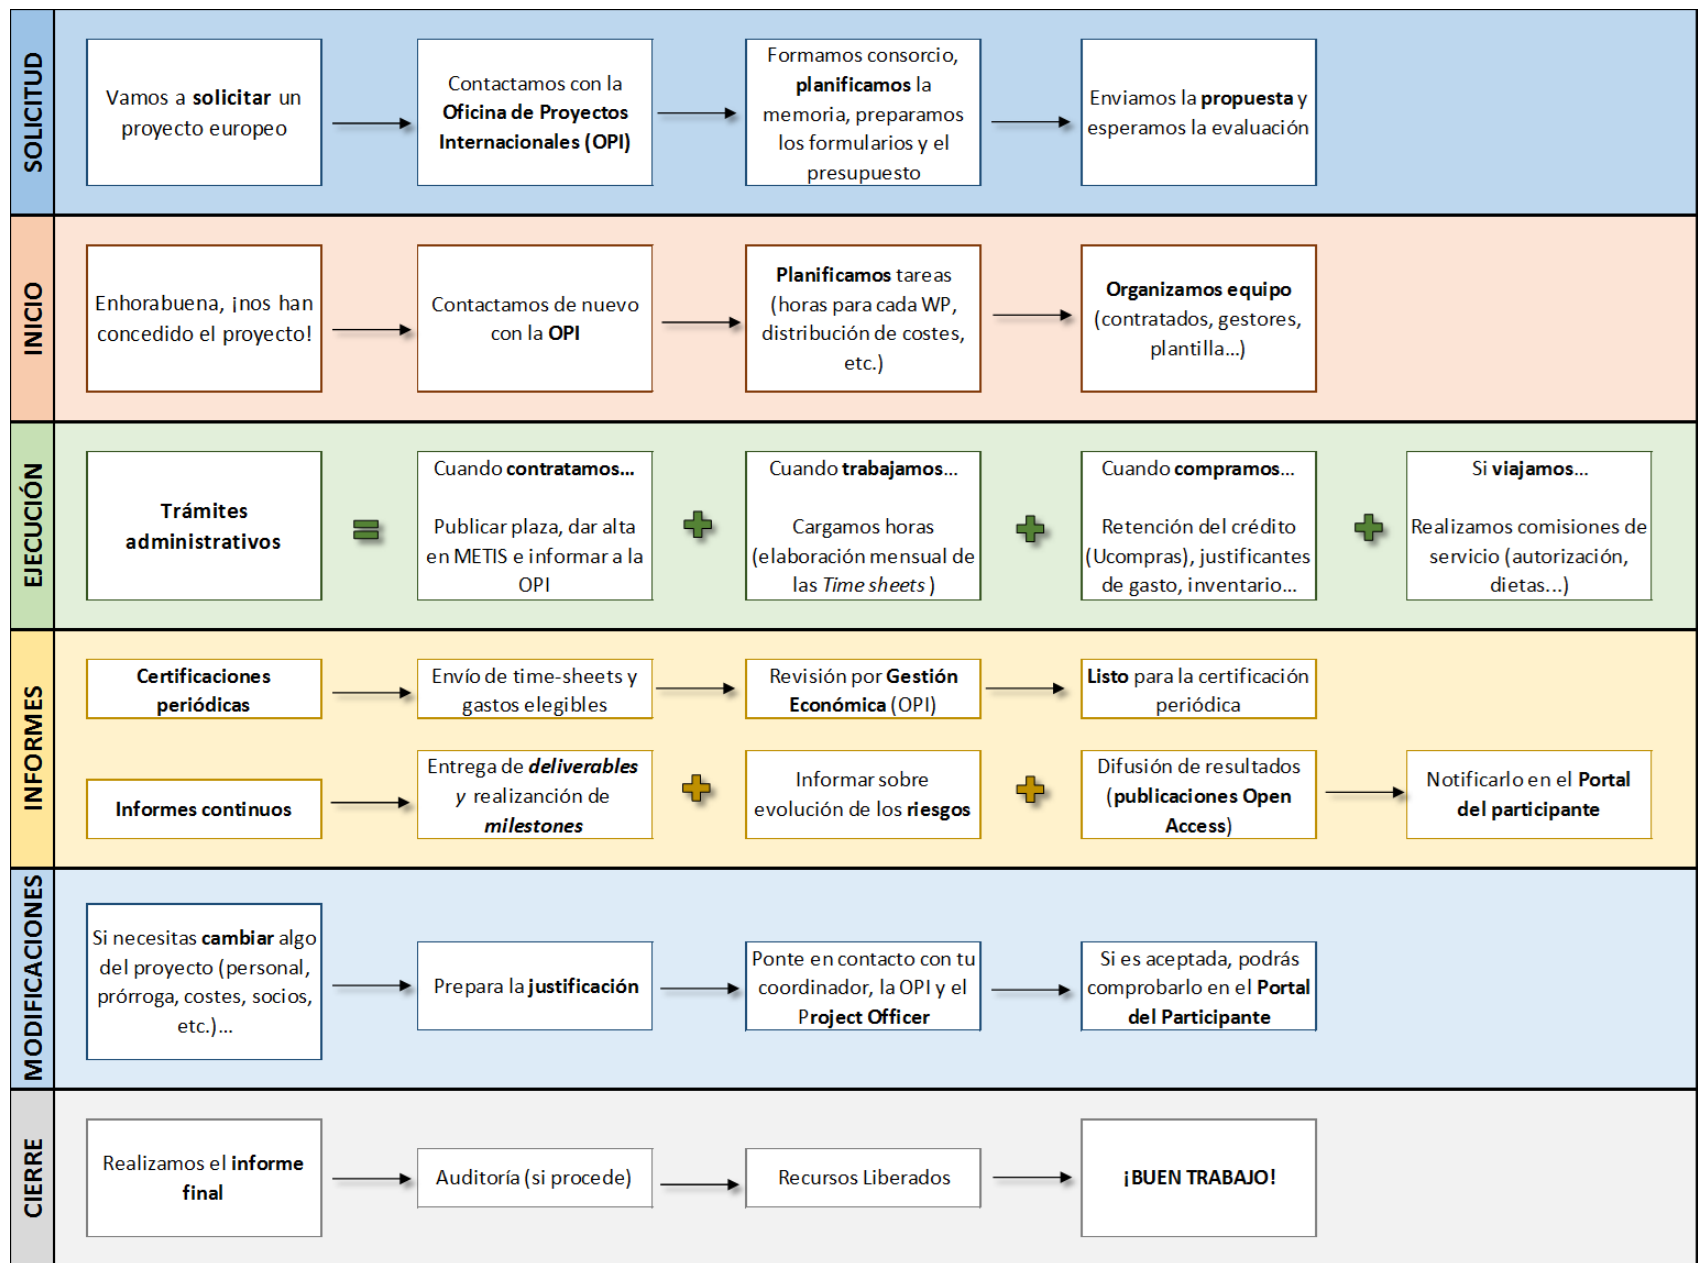 SOLICITUD
Vamos a solicitar un
proyecto europeo
Contactamos con la
Oficina de Proyectos
Internacionales (OPI)
Formamos consorcio,
planificamos la
memoria, preparamos
los formularios y el
presupuesto
Enviamos la propuesta y
esperamos la evaluación
INICIO
Enhorabuena, ¡nos han
concedido el proyecto!
Contactamos de nuevo
con la OPI
Planificamos tareas
(horas para cada WP,
distribución de costes,
etc.)
Organizamos equipo
(contratados, gestores,
plantilla...)
EJECUCIÓN
Trámites
administrativos
Cuando contratamos...
Publicar plaza, dar alta
en METIS e informar a la
OPI
Cuando trabajamos...
Cargamos horas
(elaboración mensual de
las Time sheets )
Cuando compramos...
Retención del crédito
(Ucompras), justificantes
de gasto, inventario...
Si viajamos...
Realizamos comisiones de
servicio (autorización,
dietas...)
INFORMES
Certificaciones
periódicas
Envío de time-sheets y
gastos elegibles
Revisión por Gestión
Económica (OPI)
Listo para la certificación
periódica
Informes continuos
Entrega de deliverables
y realizanción de
milestones
Informar sobre
evolución de los riesgos
Difusión de resultados
(publicaciones Open
Access)
Notificarlo en el Portal
del participante
MODIFICACIONES
Si necesitas cambiar algo
del proyecto (personal,
prórroga, costes, socios,
etc.)...
Prepara la justificación
Ponte en contacto con tu
coordinador, la OPI y el
Project Officer
Si es aceptada, podrás
comprobarlo en el Portal
del Participante
CIERRE
Realizamos el informe
final
Auditoría (si procede)
Recursos Liberados
¡BUEN TRABAJO!